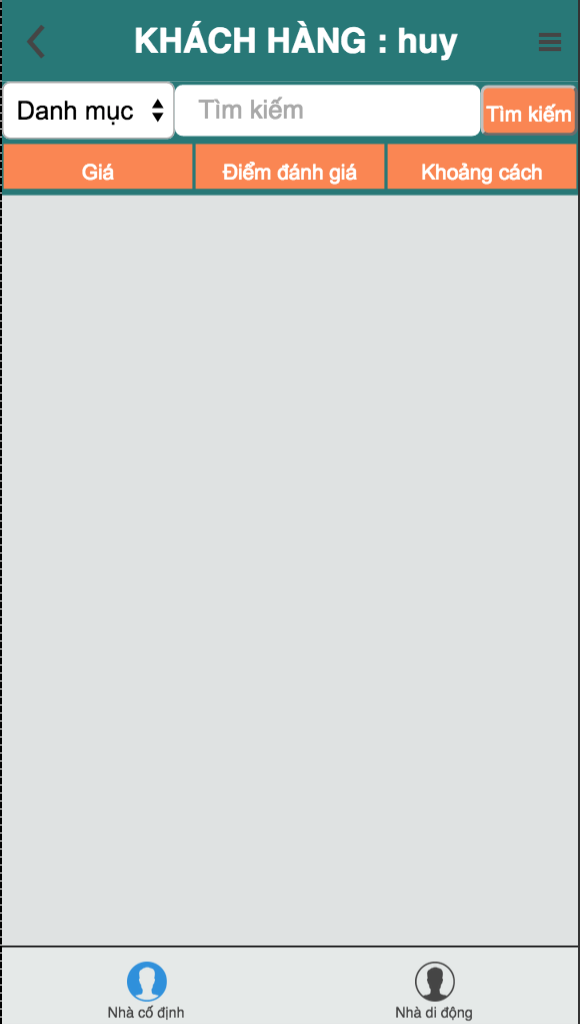 KHÁCH HÀNG : huy
Danh mục Tìm kiếm Tìm kiếm
Giá Điểm đánh giá Khoảng cách
Nhà cố định Nhà di động